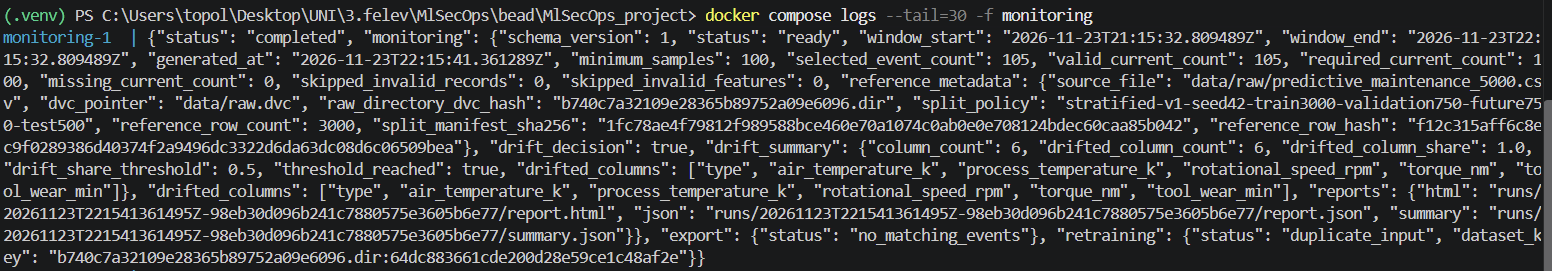 (.venv) PS C:\Users\topol\Desktop\UNI\3.felev\MlSecOps\bead\MlSecOps_project> docker compose logs --tail=30 -f monitoring
monitoring-1  | {"status": "completed", "monitoring": {"schema_version": 1, "status": "ready", "window_start": "2026-11-23T21:15:32.809489Z", "window_end": "2026-11-23T22:
15:32.809489Z", "generated_at": "2026-11-23T22:15:41.361289Z", "minimum_samples": 100, "selected_event_count": 105, "valid_current_count": 105, "required_current_count": 1
00, "missing_current_count": 0, "skipped_invalid_records": 0, "skipped_invalid_features": 0, "reference_metadata": {"source_file": "data/raw/predictive_maintenance_5000.cs
v", "dvc_pointer": "data/raw.dvc", "raw_directory_dvc_hash": "b740c7a32109e28365b89752a09e6096.dir", "split_policy": "stratified-v1-seed42-train3000-validation750-future75
0-test500", "reference_row_count": 3000, "split_manifest_sha256": "1fc78ae4f79812f989588bce460e70a1074c0ab0e0e708124bdec60caa85b042", "reference_row_hash": "f12c315aff6c8e
c9f0289386d40374f2a9496dc3322d6da63dc08d6c06509bea"}, "drift_decision": true, "drift_summary": {"column_count": 6, "drifted_column_count": 6, "drifted_column_share": 1.0,
"drift_share_threshold": 0.5, "threshold_reached": true, "drifted_columns": ["type", "air_temperature_k", "process_temperature_k", "rotational_speed_rpm", "torque_nm", "to
ol_wear_min"]}, "drifted_columns": ["type", "air_temperature_k", "process_temperature_k", "rotational_speed_rpm", "torque_nm", "tool_wear_min"], "reports": {"html": "runs/
20261123T221541361495Z-98eb30d096b241c7880575e3605b6e77/report.html", "json": "runs/20261123T221541361495Z-98eb30d096b241c7880575e3605b6e77/report.json", "summary": "runs/
20261123T221541361495Z-98eb30d096b241c7880575e3605b6e77/summary.json"}}, "export": {"status": "no_matching_events"}, "retraining": {"status": "duplicate_input", "dataset_k
ey": "b740c7a32109e28365b89752a09e6096.dir:64dc883661cde200d28e59ce1c48af2e"}}